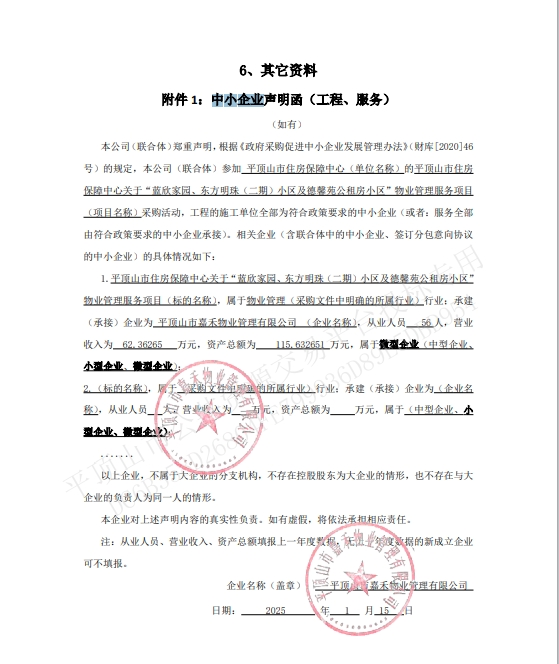 6、其它资料
附件 1：中小企业声明函（工程、服务）
（如有）
本公司（联合体）郑重声明，根据《政府采购促进中小企业发展管理办法》（财库[2020]46
号）的规定，本公司（联合体）参加 平顶山市住房保障中心（单位名称）的平顶山市住房
保障中心关于“蓝欣家园、东方明珠（二期）小区及德馨苑公租房小区”物业管理服务项目
（项目名称）采购活动，工程的施工单位全部为符合政策要求的中小企业（或者：服务全部
由符合政策要求的中小企业承接）。相关企业（含联合体中的中小企业、签订分包意向协议
的中小企业）的具体情况如下：
1.平顶山市住房保障中心关于“蓝欣家园、东方明珠（二期）小区及德馨苑公租房小区”
物业管理服务项目（标的名称），属于物业管理（采购文件中明确的所属行业）行业；承建
（承接）企业为 平顶山市嘉禾物业管理有限公司 （企业名称），从业人员 56 人，营业
收入为 62.36265 万元，资产总额为 115.632651 万元，属于微型企业（中型企业、
小型企业、微型企业）；
2.（标的名称），属于（采购文件中明确的所属行业）行业；承建（承接）企业为（企业名
称），从业人员 人，营业收入为 万元，资产总额为 万元，属于（中型企业、小
型企业、微型企业）
.......
以上企业，不属于大企业的分支机构，不存在控股股东为大企业的情形，也不存在与大
企业的负责人为同一人的情形。
本企业对上述声明内容的真实性负责。如有虚假，将依法承担相应责任。
注：从业人员、营业收入、资产总额填报上一年度数据，无上一年度数据的新成立企业
可不填报。
企业名称（盖章）： 平顶山市嘉禾物业管理有限公司
日期： 2025 年 1 月 15 日
平顶山市嘉禾物业管理有限公司
平顶山市嘉禾物业管理有限公司